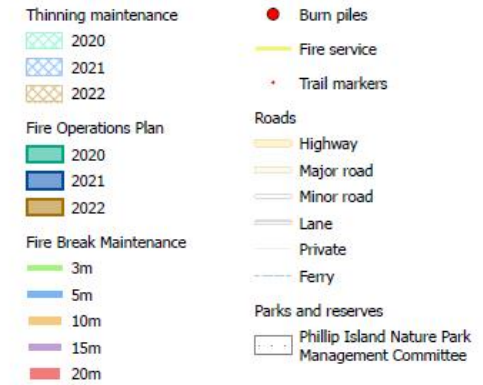 Thinning maintenance
2020
2021
2022
Fire Operations Plan
2020
2021
2022
Fire Break Maintenance
3m
5m
10m
15m
20m
Burn piles
Fire service
Trail markers
Roads
Highway
Major road
Minor road
Lane
Private
Ferry
Parks and reserves
Phillip Island Nature Park
Management Committee